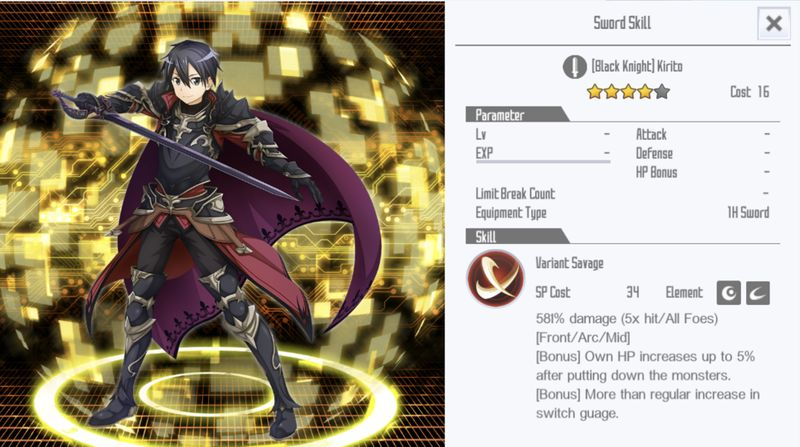 Sword Skill
[Black Knight] Kirito
Cost 16
Parameter
Lv -
Attack -
EXP -
Defense -
HP Bonus -
Limit Break Count -
Equipment Type 1H Sword
Skill
Variant Savage
SP Cost 34 Element
581% damage (5x hit/All Foes)
[Front/Arc/Mid]
[Bonus] Own HP increases up to 5%
after putting down the monsters.
[Bonus] More than regular increase in
switch guage.